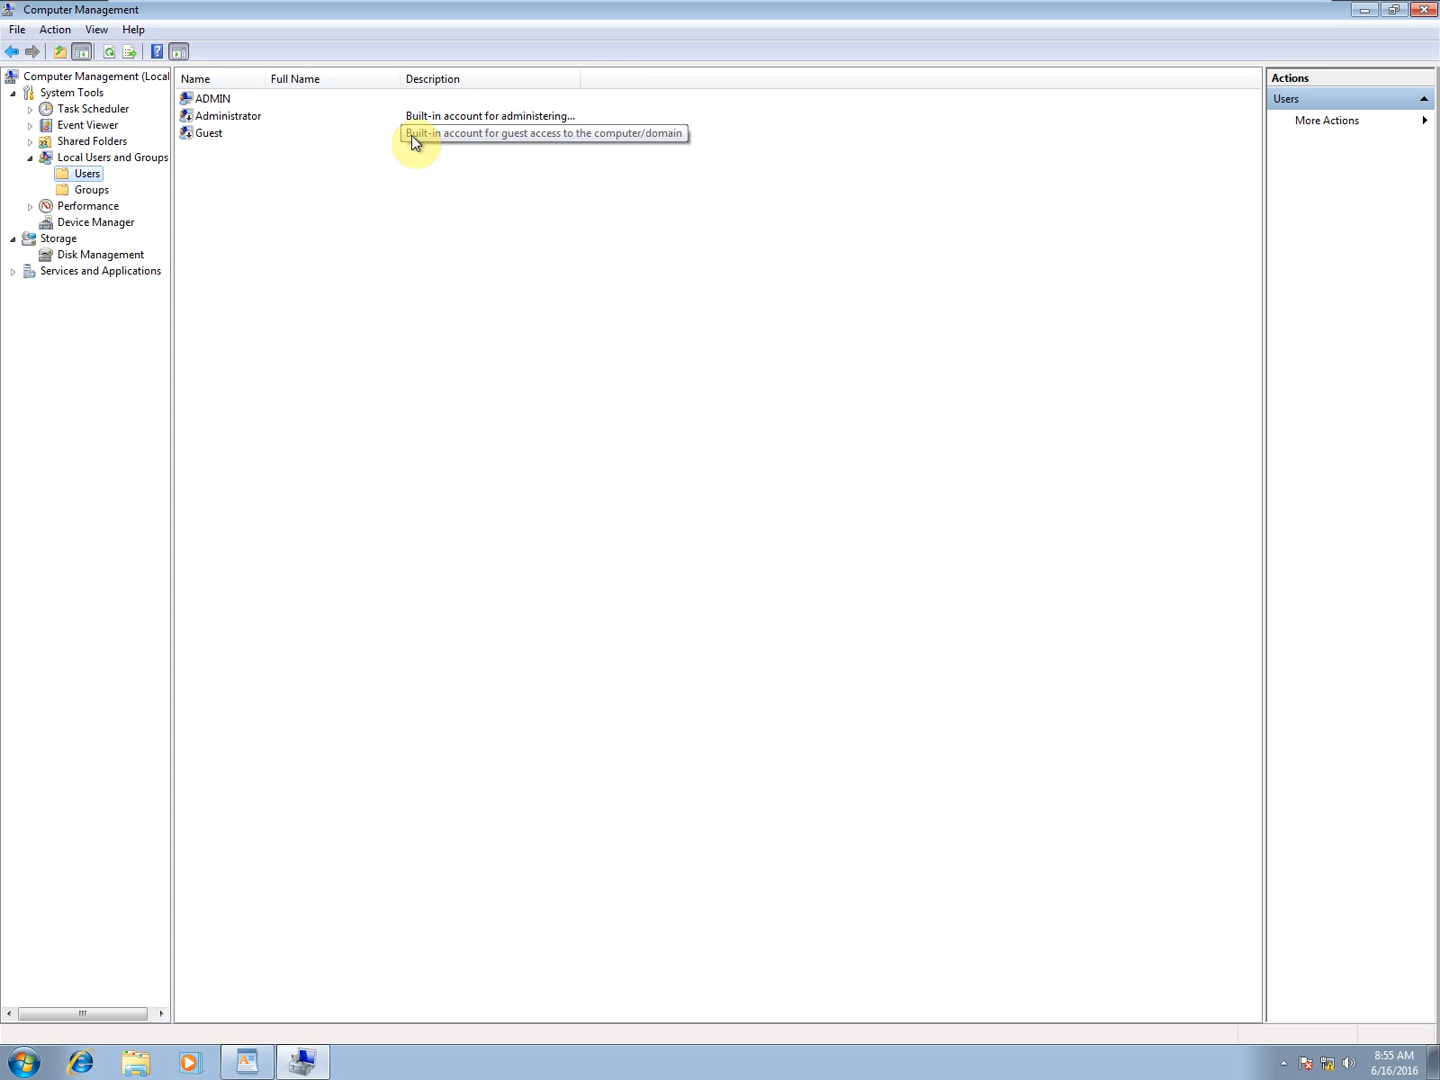 Computer Management
File Action View Help
Computer Management (Local
System Tools
Task Scheduler
Event Viewer
Shared Folders
Local Users and Groups
Users
Groups
Performance
Device Manager
Storage
Disk Management
Services and Applications
Name Full Name Description
ADMIN
Administrator Built-in account for administering...
Guest Built-in account for guest access to the computer/domain
Actions
Users
More Actions
8:55 AM
6/16/2016